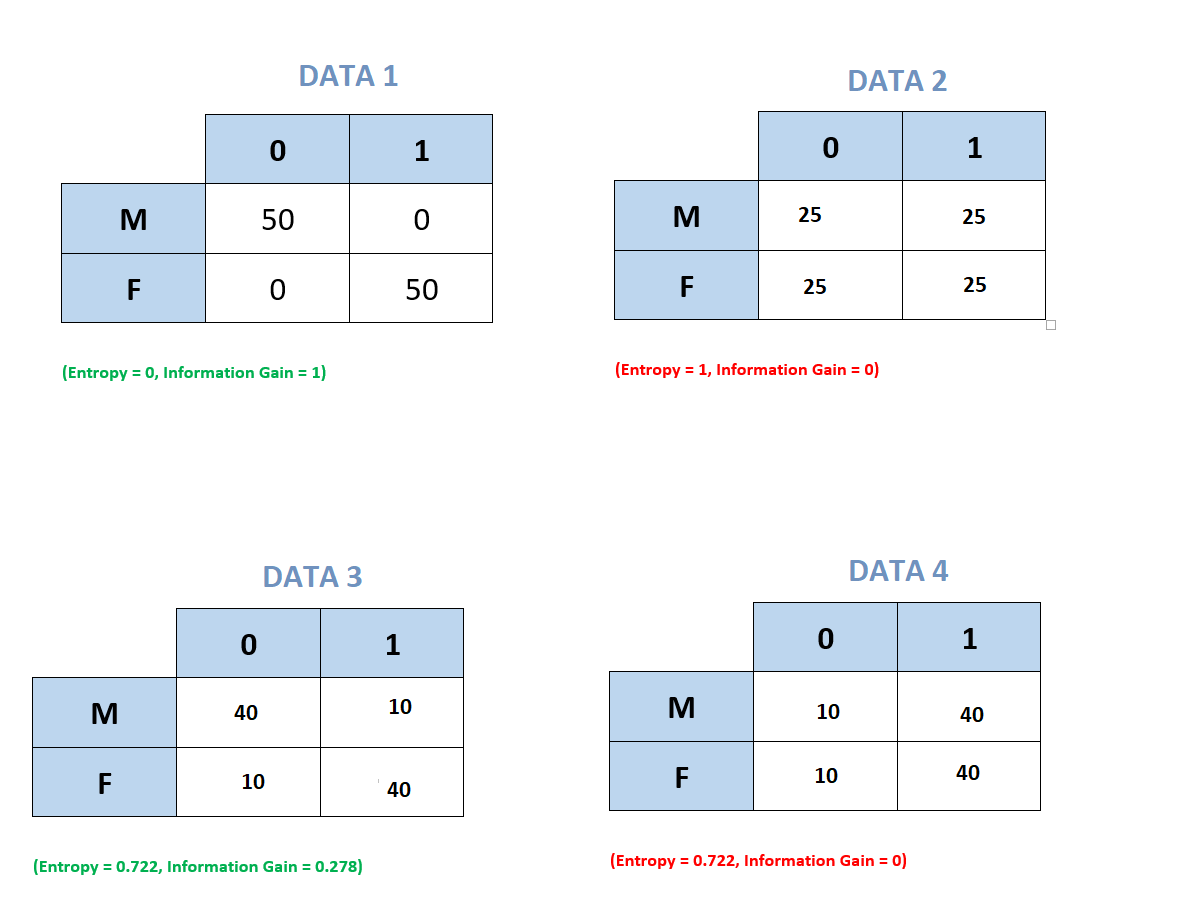 DATA 1
0 1
M 50 0
F 0 50
(Entropy = 0, Information Gain = 1)
DATA 2
0 1
M 25 25
F 25 25
(Entropy = 1, Information Gain = 0)
DATA 3
0 1
M 40 10
F 10 40
(Entropy = 0.722, Information Gain = 0.278)
DATA 4
0 1
M 10 40
F 10 40
(Entropy = 0.722, Information Gain = 0)